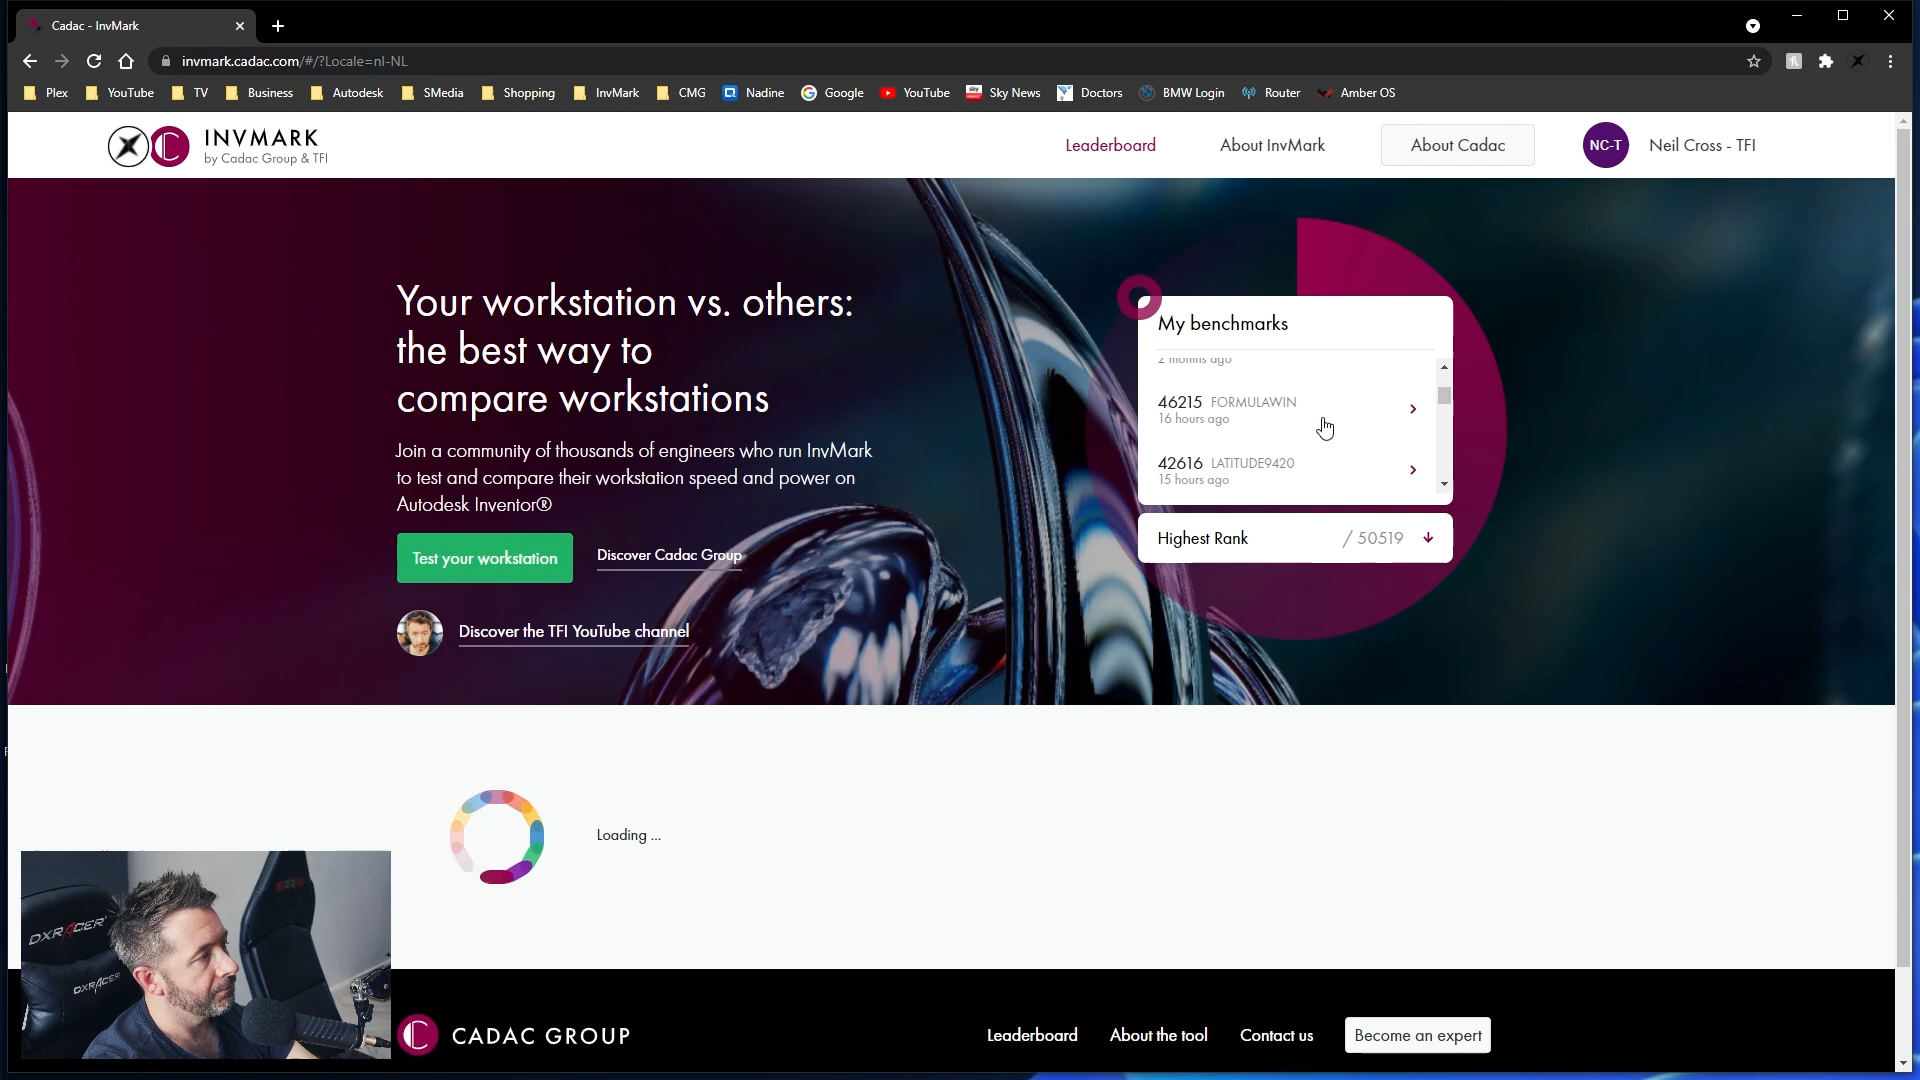 Cadac - InvMark
invmark.cadac.com/#/?Locale=nl-NL
Plex YouTube TV Business Autodesk SMedia Shopping InvMark CMG Nadine Google YouTube Sky News Doctors BMW Login Router Amber OS
INVMARK
by Cadac Group & TFI
Leaderboard About InvMark About Cadac NC-T Neil Cross - TFI
Your workstation vs. others:
the best way to
compare workstations
Join a community of thousands of engineers who run InvMark
to test and compare their workstation speed and power on
Autodesk Inventor®
Test your workstation Discover Cadac Group
Discover the TFI YouTube channel
My benchmarks
2 months ago
46215 FORMULAWIN
16 hours ago
42616 LATITUDE9420
15 hours ago
Highest Rank / 50519
Loading ...
DXRACER
DXRACER
CADAC GROUP
Leaderboard About the tool Contact us Become an expert